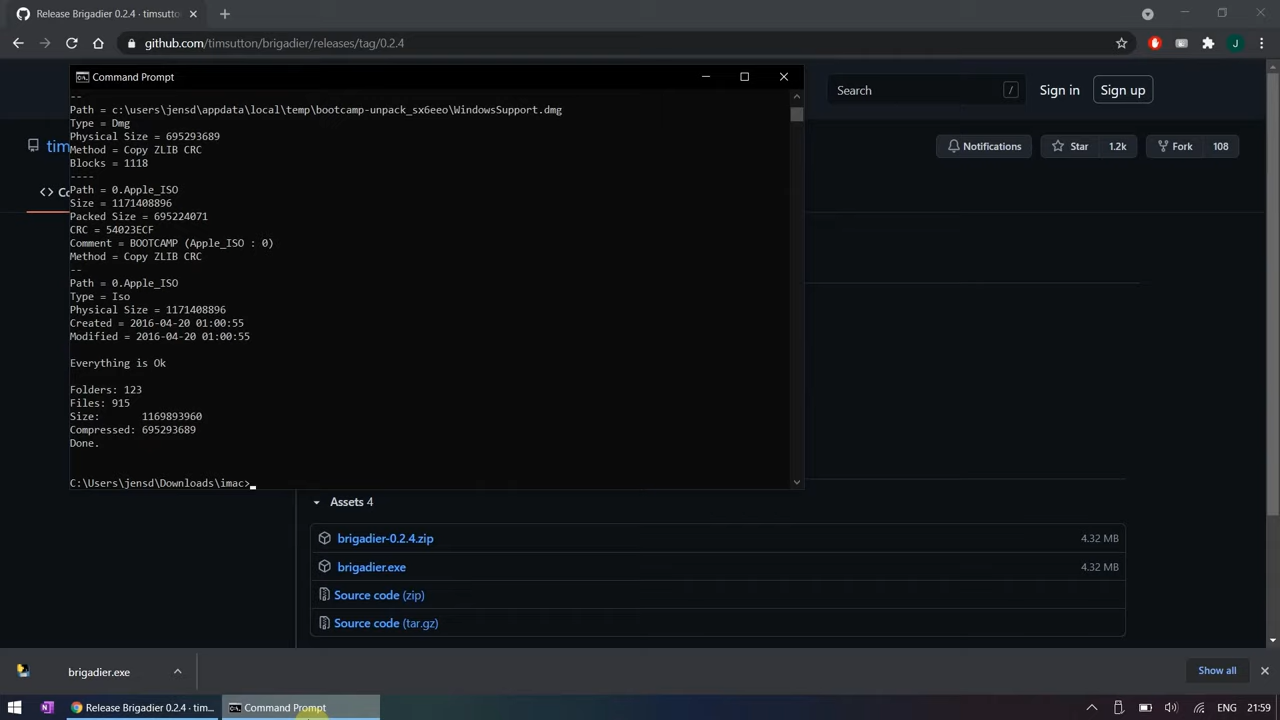 Release Brigadier 0.2.4 · timsutton
github.com/timsutton/brigadier/releases/tag/0.2.4
J
Command Prompt
Search
/
Sign in
Sign up
--
Path = c:\users\jensd\appdata\local\temp\bootcamp-unpack_sx6eeo\WindowsSupport.dmg
Type = Dmg
Physical Size = 695293689
Method = Copy ZLIB CRC
Blocks = 1118
----
Path = 0.Apple_ISO
Size = 1171408896
Packed Size = 695224071
CRC = 54023ECF
Comment = BOOTCAMP (Apple_ISO : 0)
Method = Copy ZLIB CRC
--
Path = 0.Apple_ISO
Type = Iso
Physical Size = 1171408896
Created = 2016-04-20 01:00:55
Modified = 2016-04-20 01:00:55
Everything is Ok
Folders: 123
Files: 915
Size: 1169893960
Compressed: 695293689
Done.
C:\Users\jensd\Downloads\imac>
tim
<> Co
Notifications
Star 1.2k
Fork 108
Assets 4
brigadier-0.2.4.zip 4.32 MB
brigadier.exe 4.32 MB
Source code (zip)
Source code (tar.gz)
brigadier.exe
Show all
Release Brigadier 0.2.4 · tim...
Command Prompt
ENG 21:59